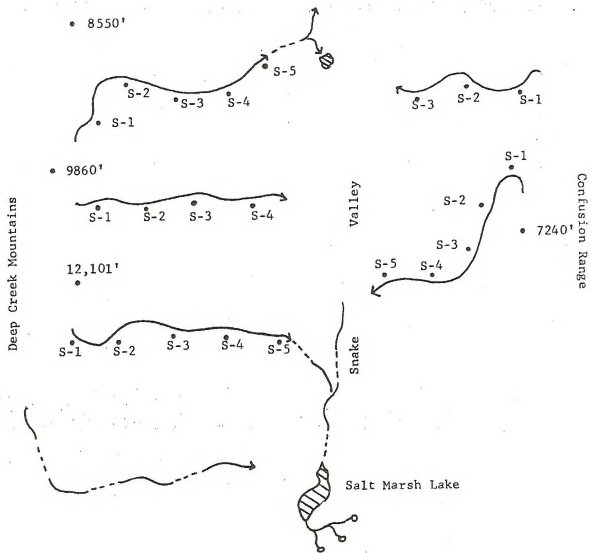 8550'
S-5
S-2
S-3
S-4
S-1
S-3
S-2
S-1
9860'
S-1
S-2
S-3
S-4
S-1
S-2
S-3
S-5
S-4
7240'
Deep Creek Mountains
Valley
Confusion Range
12,101'
S-1
S-2
S-3
S-4
S-5
Snake
Salt Marsh Lake